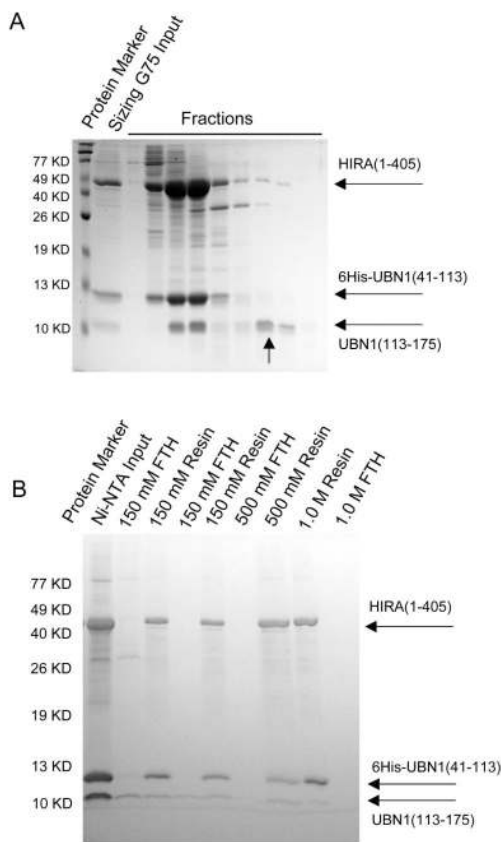 A
Protein Marker
Sizing G75 Input
Fractions
77 KD
49 KD
40 KD
26 KD
19 KD
13 KD
10 KD
HIRA(1-405)
6His-UBN1(41-113)
UBN1(113-175)
B
Protein Marker
Ni-NTA Input
150 mM FTH
150 mM Resin
150 mM FTH
150 mM Resin
500 mM FTH
500 mM Resin
1.0 M Resin
1.0 M FTH
77 KD
49 KD
40 KD
26 KD
19 KD
13 KD
10 KD
HIRA(1-405)
6His-UBN1(41-113)
UBN1(113-175)